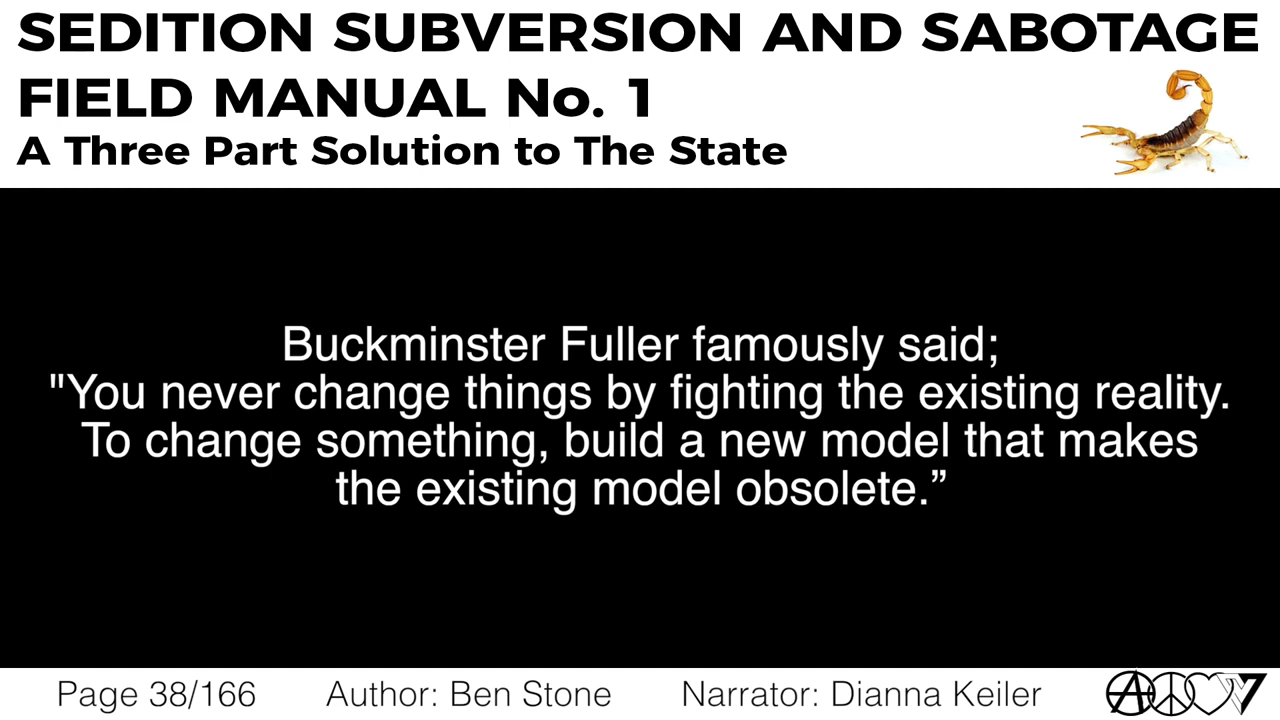 SEDITION SUBVERSION AND SABOTAGE
FIELD MANUAL No. 1
A Three Part Solution to The State
Buckminster Fuller famously said;
"You never change things by fighting the existing reality.
To change something, build a new model that makes
the existing model obsolete.”
Page 38/166 Author: Ben Stone Narrator: Dianna Keiler